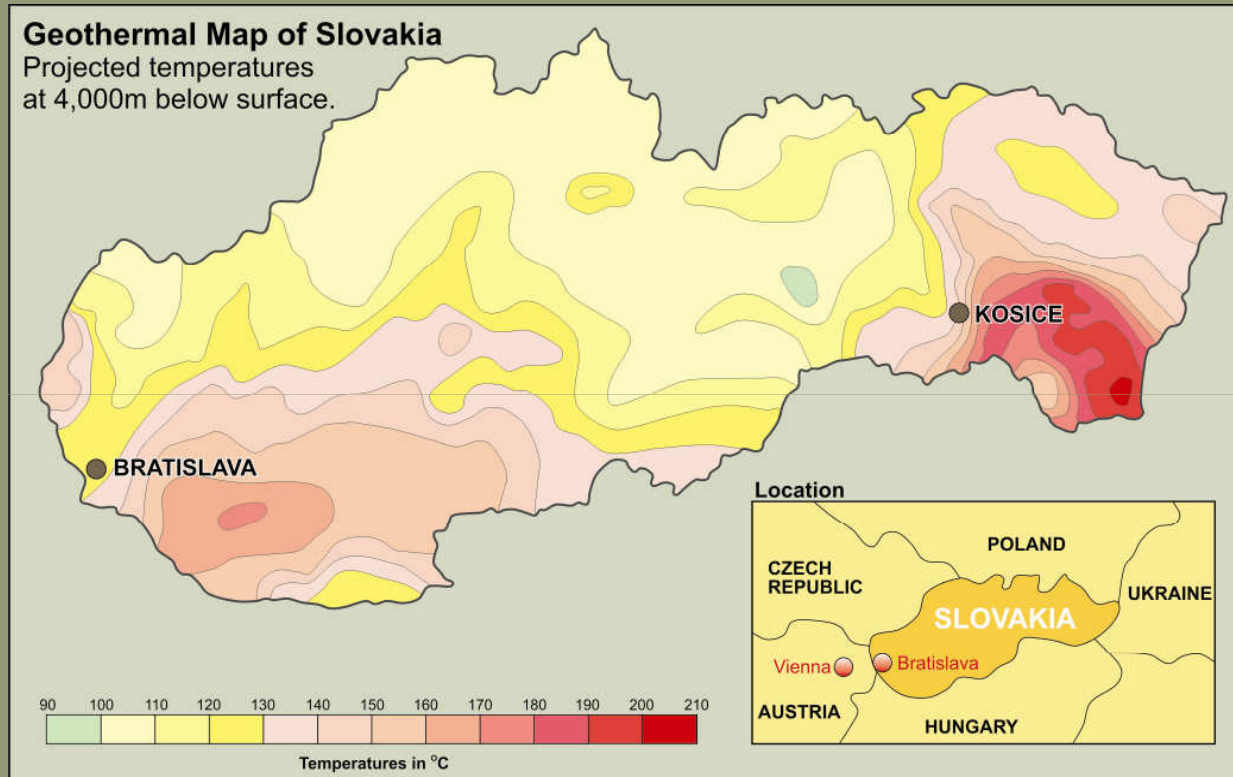 Geothermal Map of Slovakia
Projected temperatures
at 4,000m below surface.
KOSICE
BRATISLAVA
Location
POLAND
CZECH
REPUBLIC
UKRAINE
SLOVAKIA
Vienna
Bratislava
AUSTRIA
HUNGARY
90 100 110 120 130 140 150 160 170 180 190 200 210
Temperatures in °C